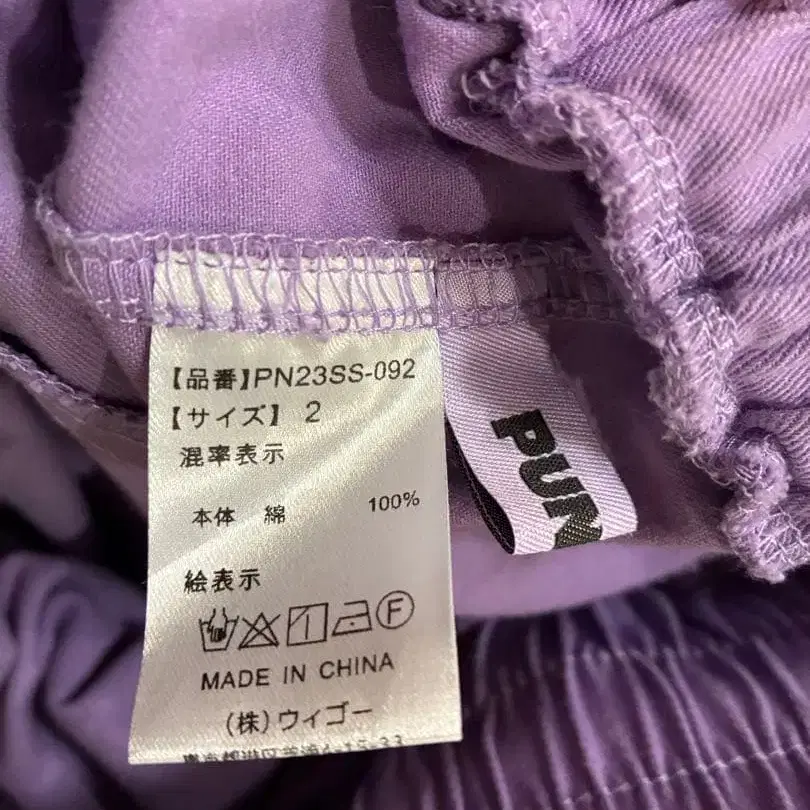 【品番】PN23SS-092
【サイズ】 2
混率表示
本体 綿 100%
絵表示
F
MADE IN CHINA
(株)ウィゴー
PUN